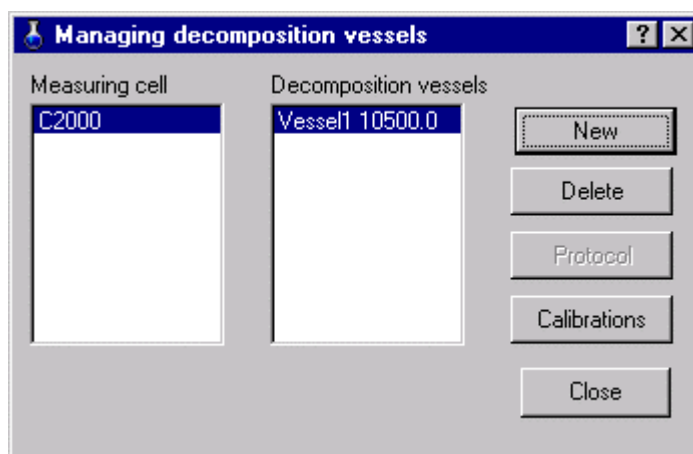 Managing decomposition vessels
Measuring cell
Decomposition vessels
C2000
Vessel1 10500.0
New
Delete
Protocol
Calibrations
Close